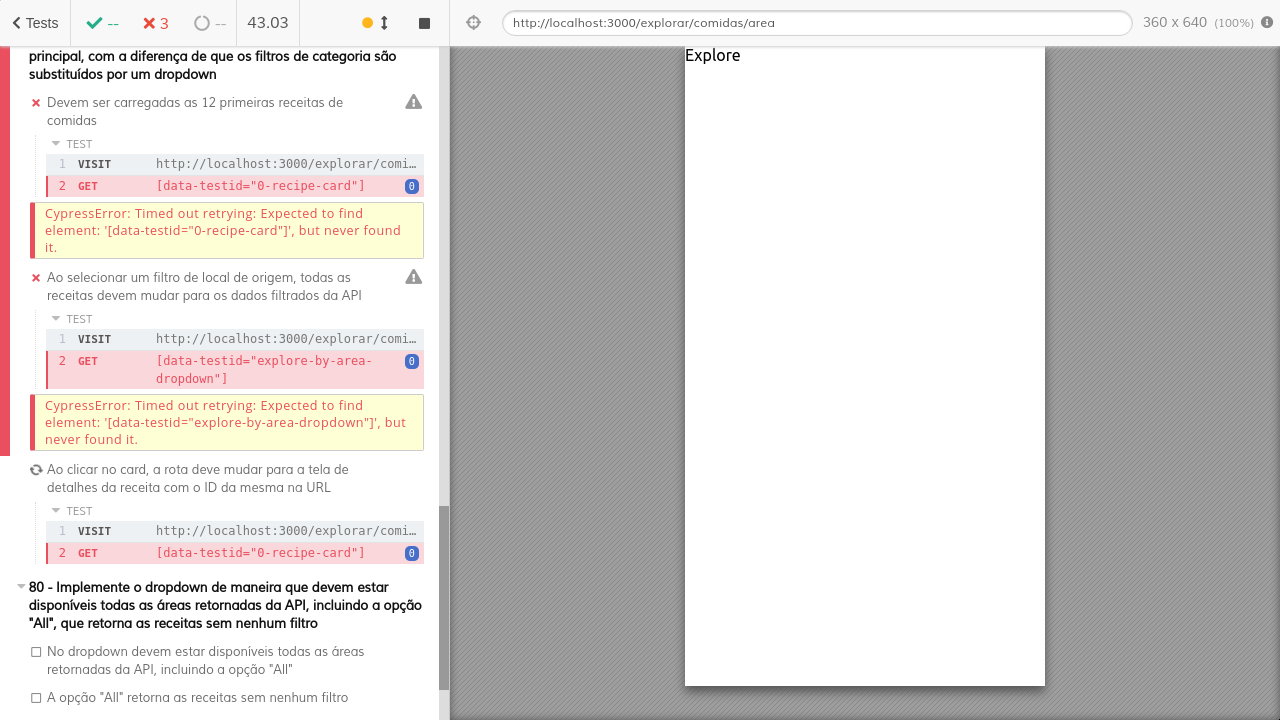 Tests
--
3
--
43.03
http://localhost:3000/explorar/comidas/area
360 x 640 (100%)
principal, com a diferença de que os filtros de categoria são
substituídos por um dropdown
Devem ser carregadas as 12 primeiras receitas de
comidas
TEST
1 VISIT http://localhost:3000/explorar/comi…
2 GET [data-testid="0-recipe-card"] 0
CypressError: Timed out retrying: Expected to find
element: '[data-testid="0-recipe-card"]', but never found
it.
Ao selecionar um filtro de local de origem, todas as
receitas devem mudar para os dados filtrados da API
TEST
1 VISIT http://localhost:3000/explorar/comi…
2 GET [data-testid="explore-by-area-
dropdown"] 0
CypressError: Timed out retrying: Expected to find
element: '[data-testid="explore-by-area-dropdown"]', but
never found it.
Ao clicar no card, a rota deve mudar para a tela de
detalhes da receita com o ID da mesma na URL
TEST
1 VISIT http://localhost:3000/explorar/comi…
2 GET [data-testid="0-recipe-card"] 0
80 - Implemente o dropdown de maneira que devem estar
disponíveis todas as áreas retornadas da API, incluindo a opção
"All", que retorna as receitas sem nenhum filtro
No dropdown devem estar disponíveis todas as áreas
retornadas da API, incluindo a opção "All"
A opção "All" retorna as receitas sem nenhum filtro
Explore